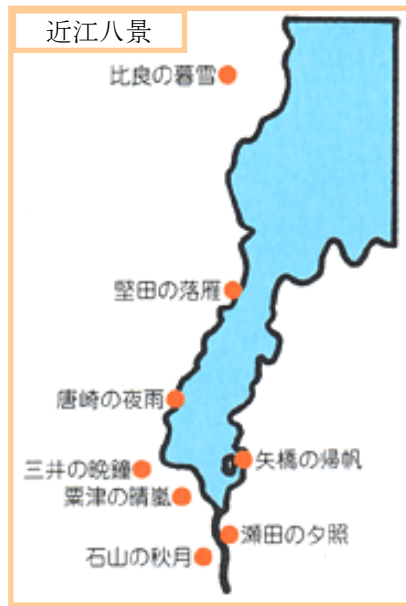 近江八景
比良の暮雪
堅田の落雁
唐崎の夜雨
矢橋の帰帆
三井の晩鐘
粟津の晴嵐
瀬田の夕照
石山の秋月